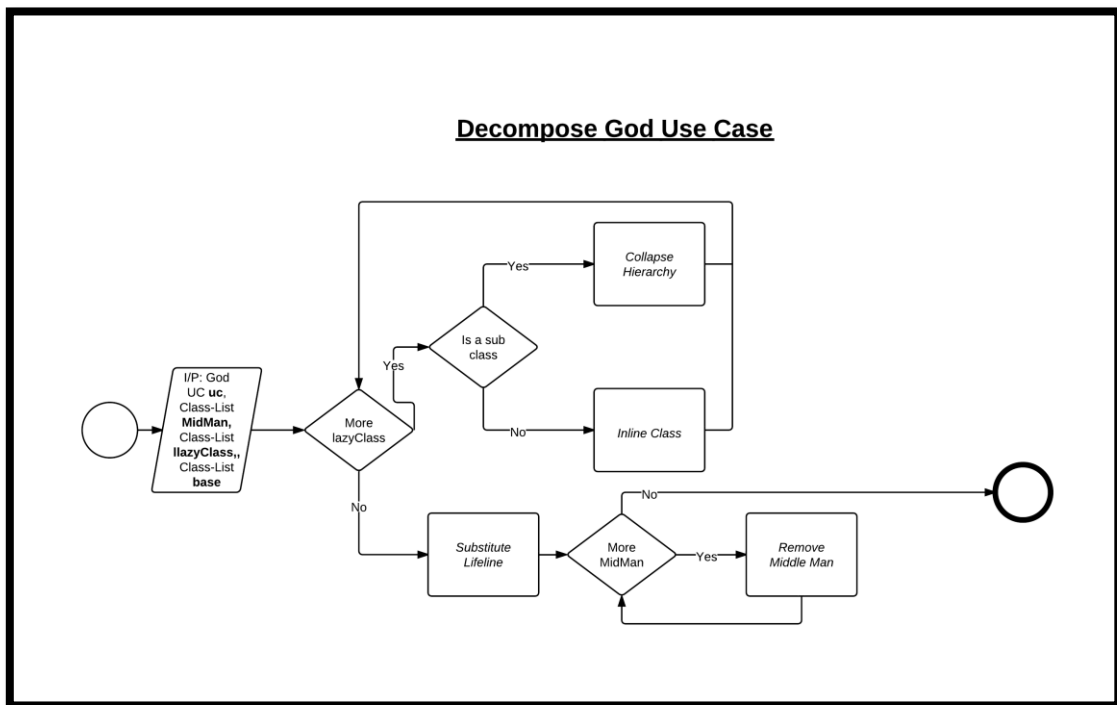 Decompose God Use Case
Yes
Collapse
Hierarchy
Is a sub
class
Yes
I/P: God
UC uc,
Class-List
MidMan,
Class-List
llazyClass,,
Class-List
base
More
lazyClass
No
Inline Class
No
No
Substitute
Lifeline
More
MidMan
Yes
Remove
Middle Man